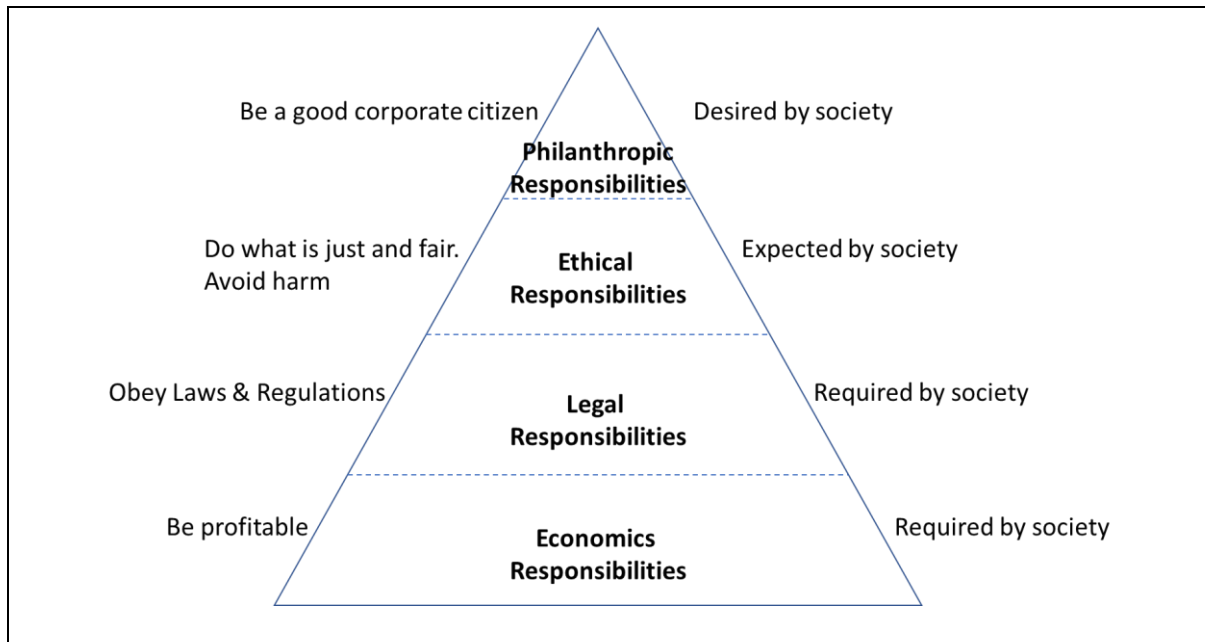 Be a good corporate citizen
Desired by society
Philanthropic
Responsibilities
Do what is just and fair.
Avoid harm
Expected by society
Ethical
Responsibilities
Obey Laws & Regulations
Required by society
Legal
Responsibilities
Be profitable
Required by society
Economics
Responsibilities